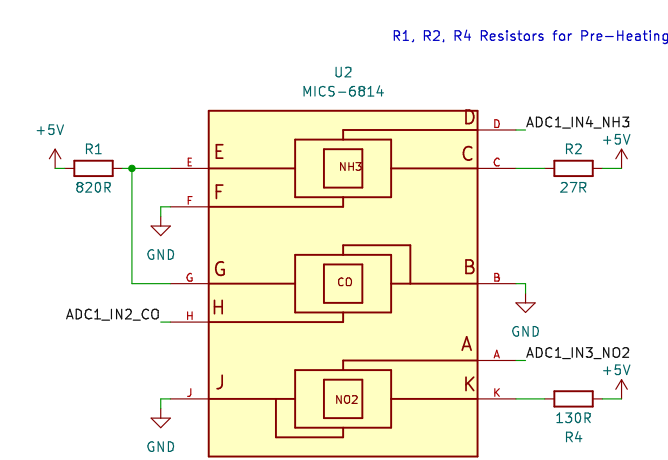 R1, R2, R4 Resistors for Pre-Heating
U2
MICS-6814
+5V
R1
820R
E
E
F
F
GND
G
G
ADC1_IN2_CO
H
H
J
J
GND
NH3
CO
NO2
D
D
ADC1_IN4_NH3
+5V
C
C
R2
27R
B
B
GND
A
A
ADC1_IN3_NO2
+5V
K
K
130R
R4